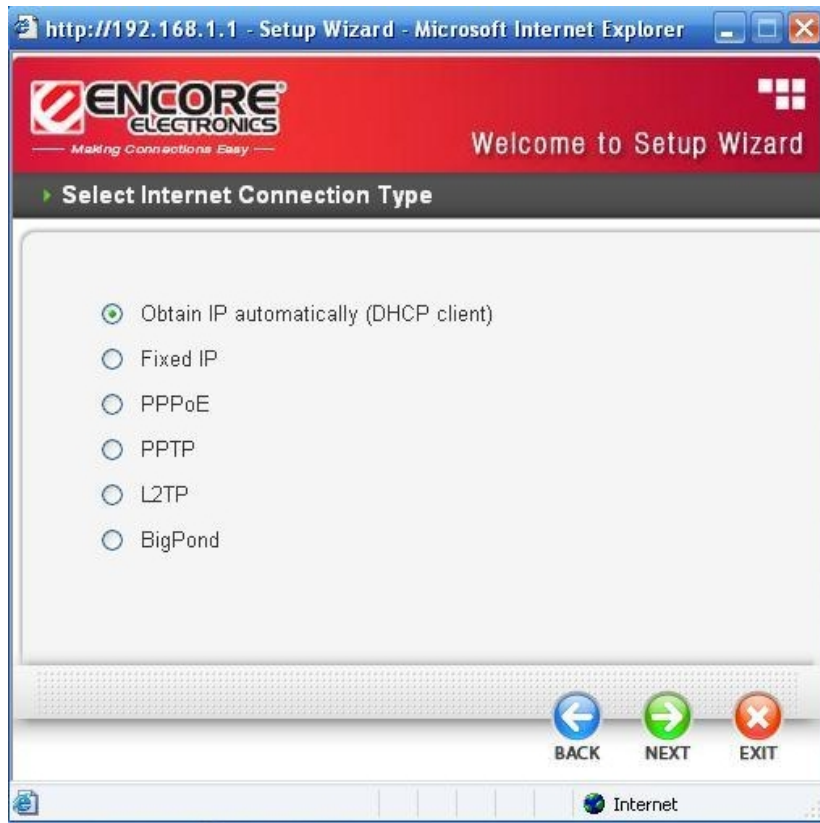 http://192.168.1.1 - Setup Wizard - Microsoft Internet Explorer
ENCORE®
ELECTRONICS
Making Connections Easy
Welcome to Setup Wizard
Select Internet Connection Type
Obtain IP automatically (DHCP client)
Fixed IP
PPPoE
PPTP
L2TP
BigPond
BACK NEXT EXIT
Internet